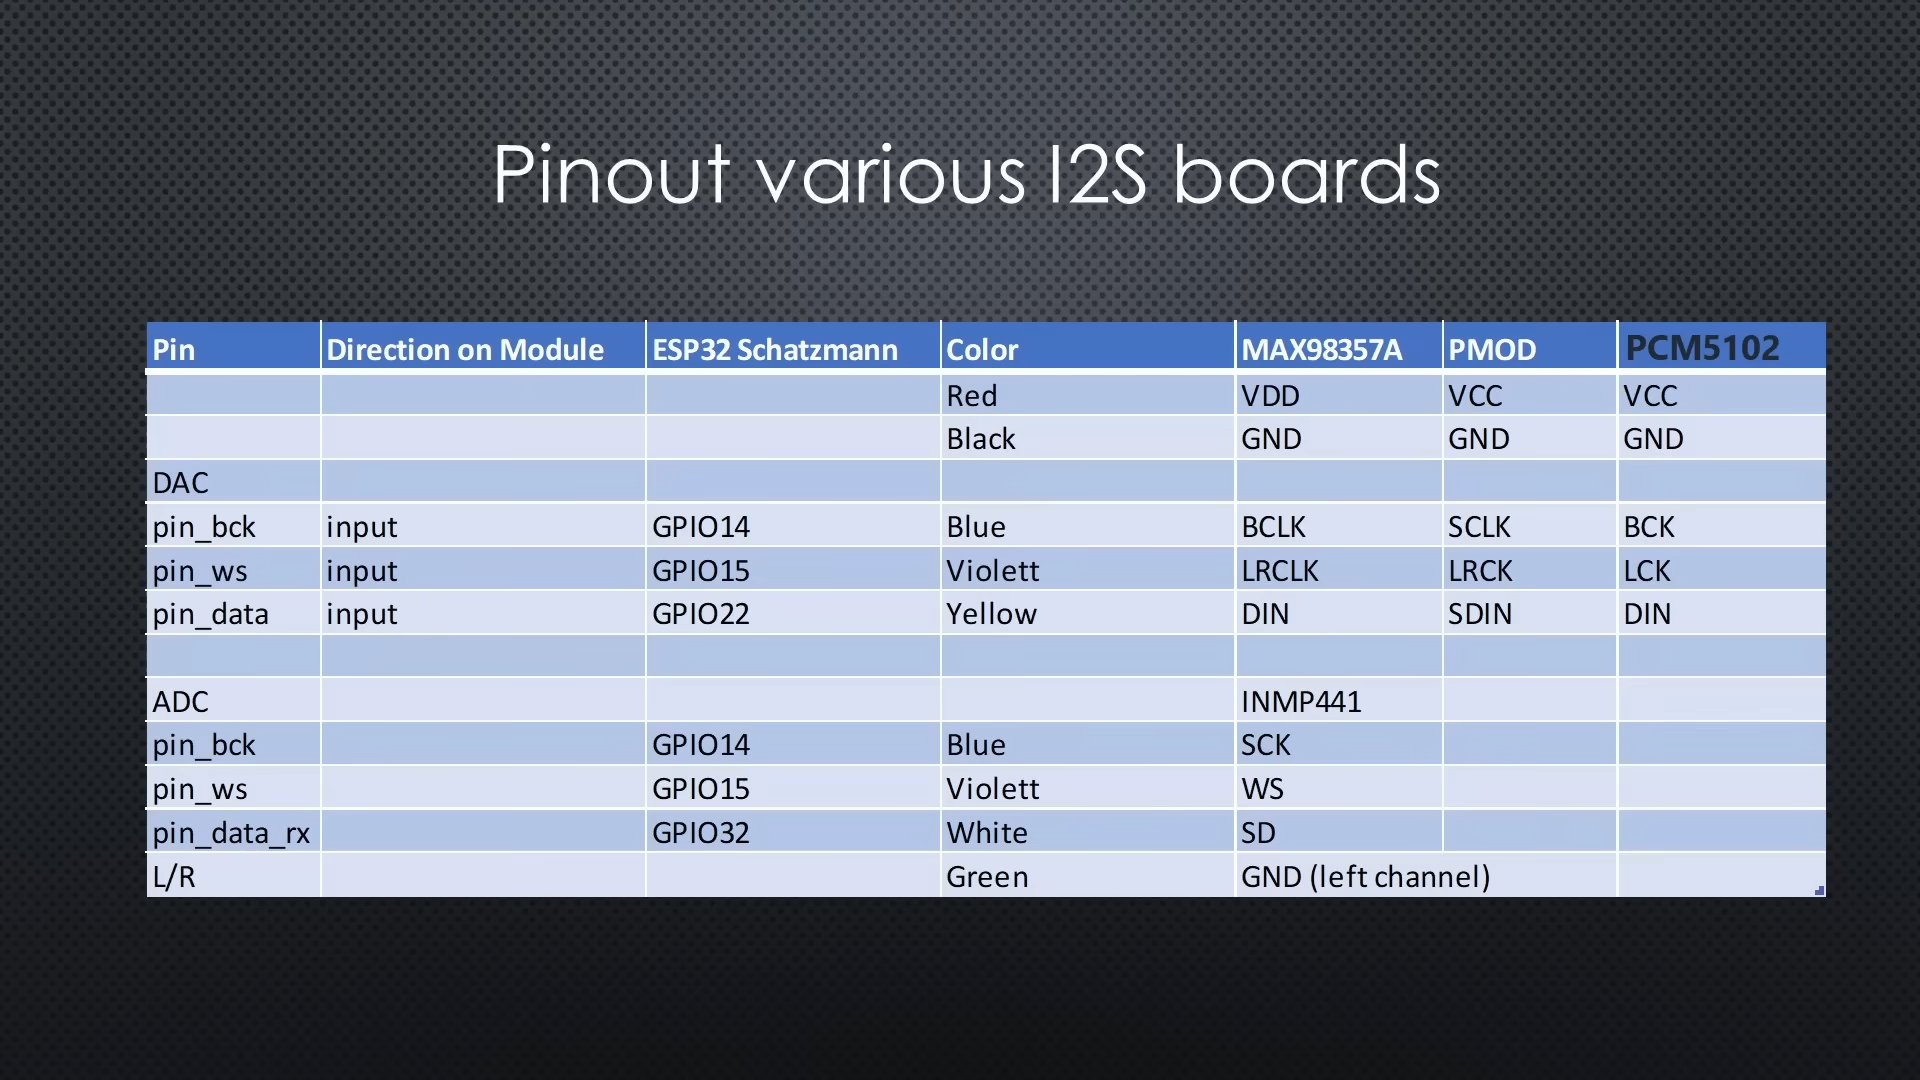 Pinout various I2S boards
Pin Direction on Module ESP32 Schatzmann Color MAX98357A PMOD PCM5102
Red VDD VCC VCC
Black GND GND GND
DAC
pin_bck input GPIO14 Blue BCLK SCLK BCK
pin_ws input GPIO15 Violett LRCLK LRCK LCK
pin_data input GPIO22 Yellow DIN SDIN DIN
ADC INMP441
pin_bck GPIO14 Blue SCK
pin_ws GPIO15 Violett WS
pin_data_rx GPIO32 White SD
L/R Green GND (left channel)